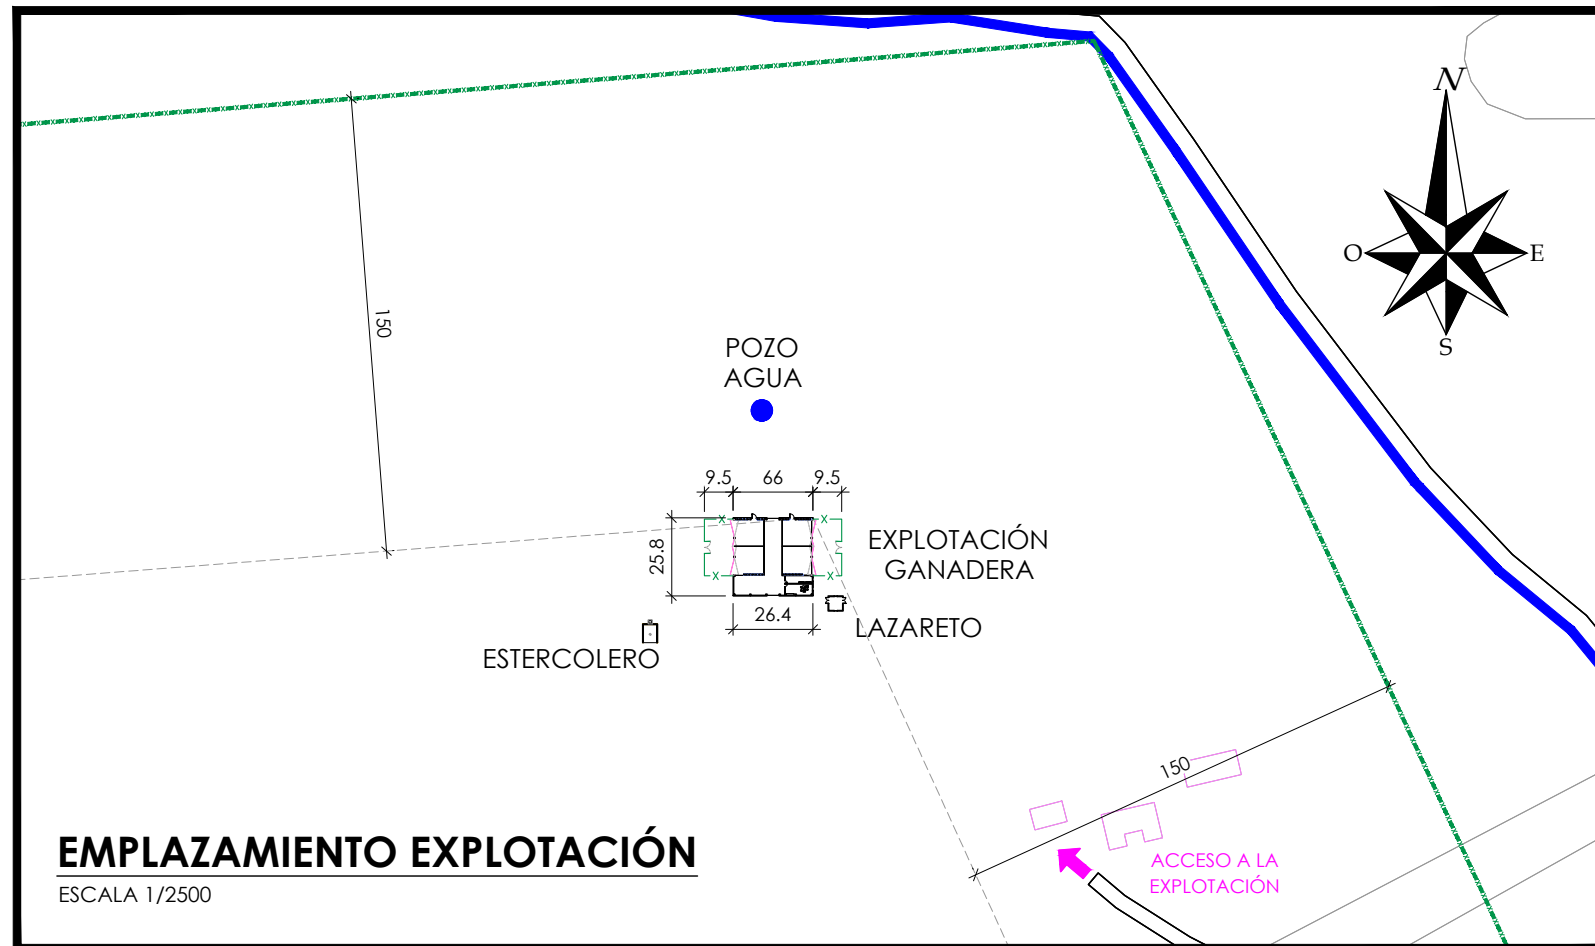 N
O
E
S
150
POZO
AGUA
9.5
66
9.5
25.8
26.4
EXPLOTACIÓN
GANADERA
LAZARETO
ESTERCOLERO
150
ACCESO A LA
EXPLOTACIÓN
EMPLAZAMIENTO EXPLOTACIÓN
ESCALA 1/2500